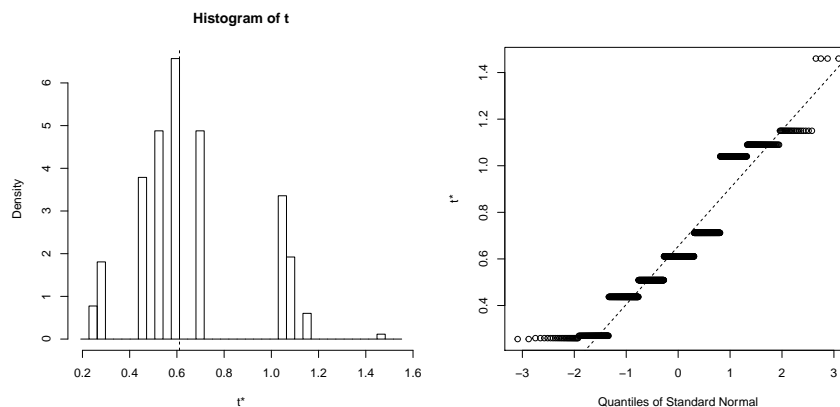 Histogram of t
Density
0 1 2 3 4 5 6
0.2 0.4 0.6 0.8 1.0 1.2 1.4 1.6
t*
t*
0.4 0.6 0.8 1.0 1.2 1.4
−3 −2 −1 0 1 2 3
Quantiles of Standard Normal